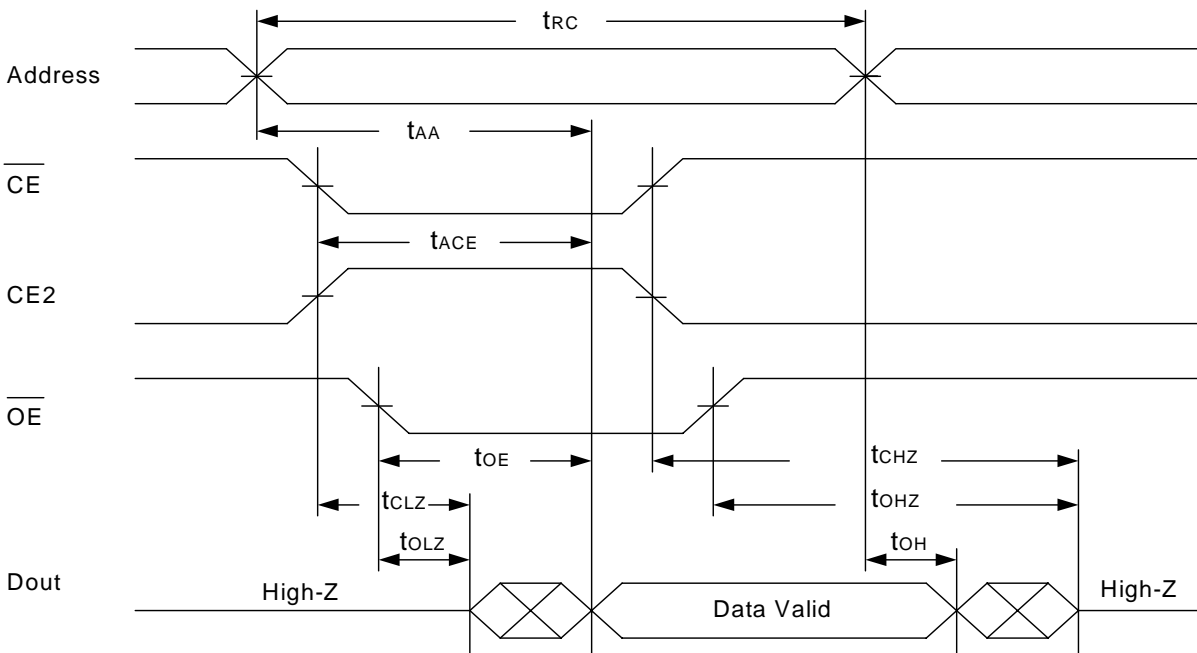 tRC
Address
tAA
CE
tACE
CE2
OE
tOE
tCHZ
tCLZ
tOHZ
tOLZ
tOH
Dout
High-Z
Data Valid
High-Z